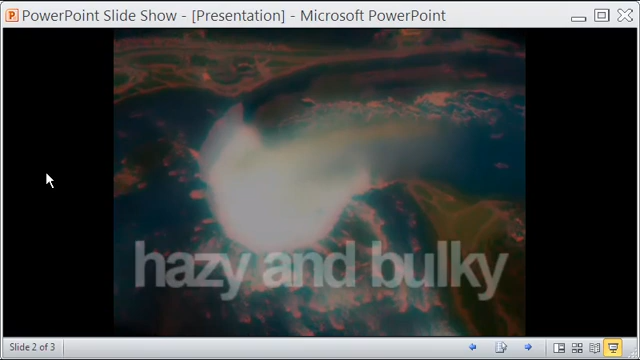 PowerPoint Slide Show - [Presentation] - Microsoft PowerPoint
hazy and bulky
Slide 2 of 3